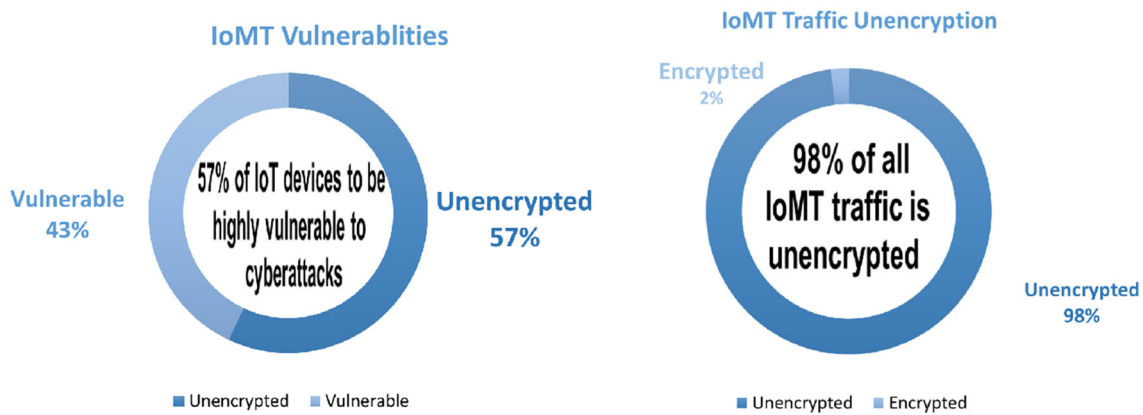 IoMT Vulnerablities
Vulnerable
43%
57% of IoT devices to be
highly vulnerable to
cyberattacks
Unencrypted
57%
Unencrypted
Vulnerable
IoMT Traffic Unencryption
Encrypted
2%
98% of all
IoMT traffic is
unencrypted
Unencrypted
98%
Unencrypted
Encrypted